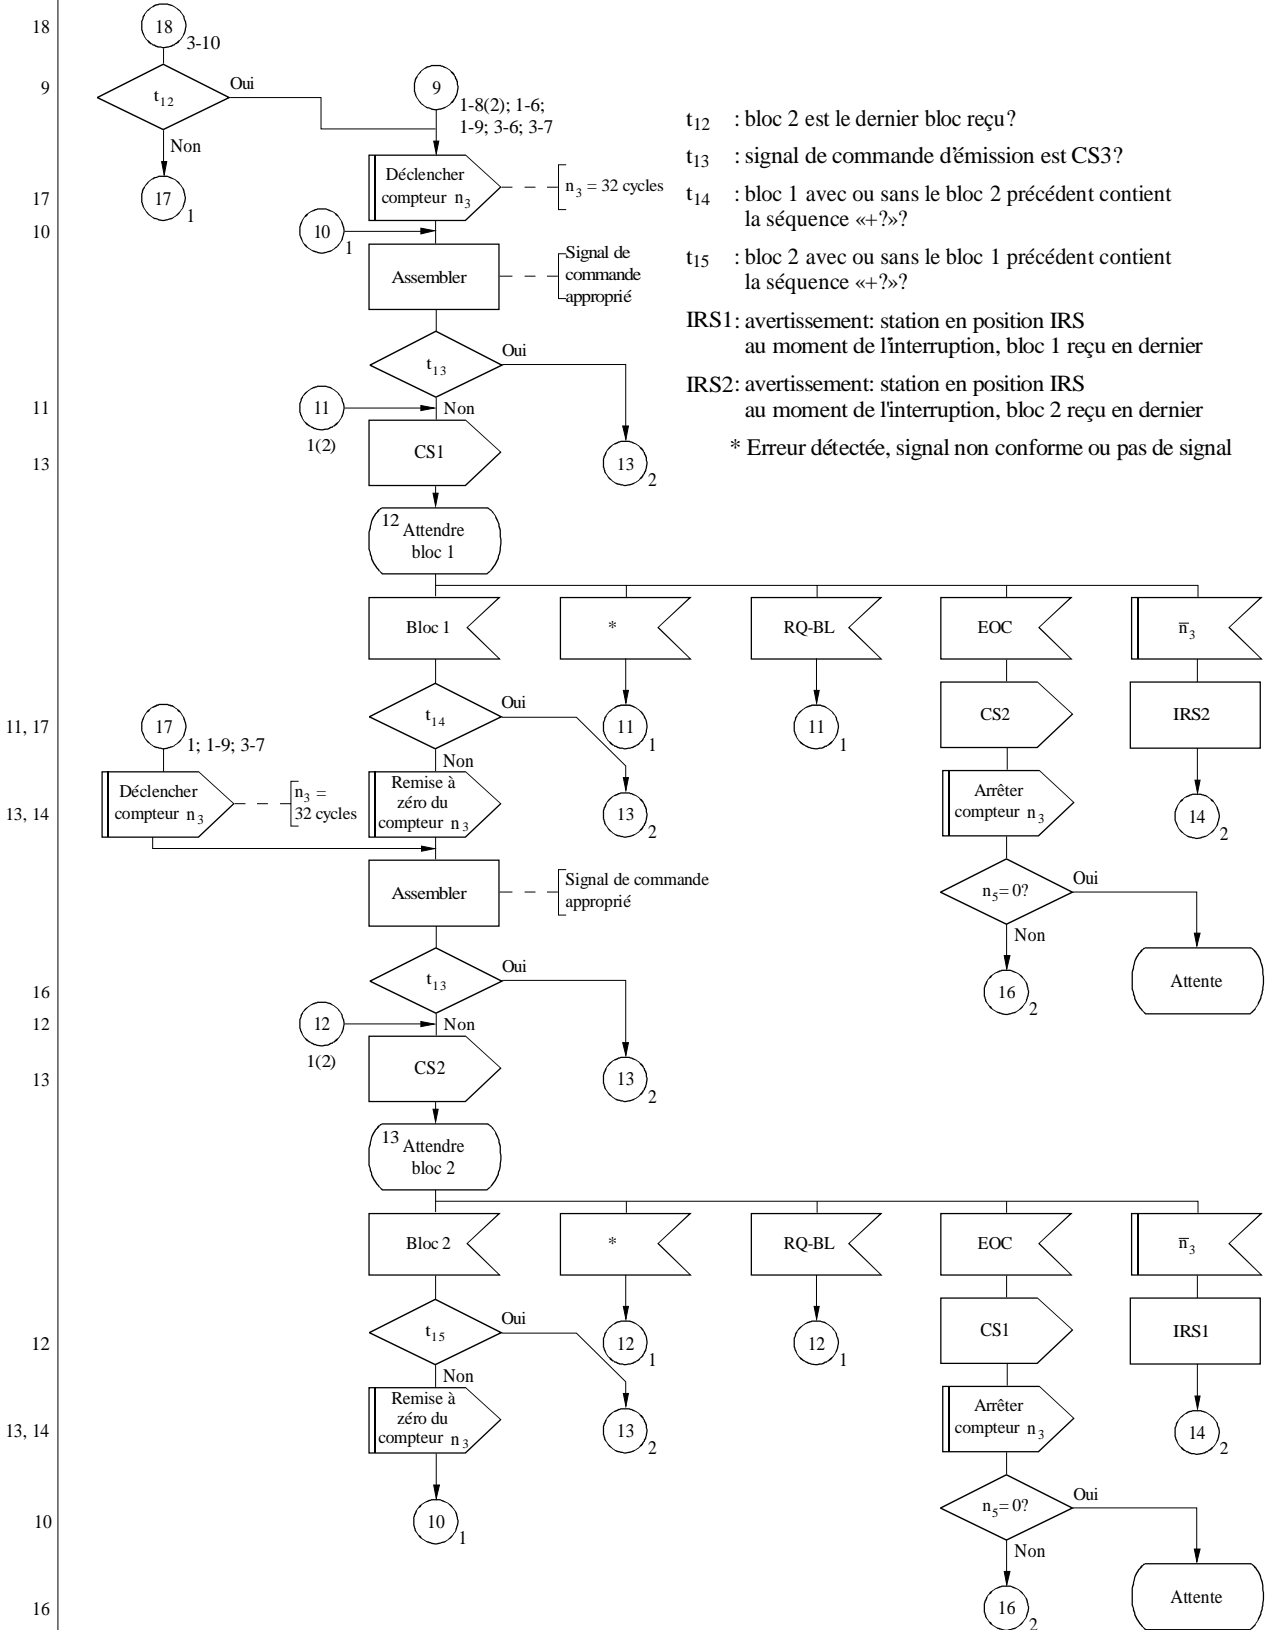 18
18
3-10
9
t12
Oui
9
1-8(2); 1-6;
1-9; 3-6; 3-7
Non
t12 : bloc 2 est le dernier bloc reçu?
t13 : signal de commande d'émission est CS3?
t14 : bloc 1 avec ou sans le bloc 2 précédent contient
la séquence «+?»?
t15 : bloc 2 avec ou sans le bloc 1 précédent contient
la séquence «+?»?
IRS1: avertissement: station en position IRS
au moment de l'interruption, bloc 1 reçu en dernier
IRS2: avertissement: station en position IRS
au moment de l'interruption, bloc 2 reçu en dernier
* Erreur détectée, signal non conforme ou pas de signal
17
17
1
Déclencher
compteur n3
n3 = 32 cycles
10
10
1
Assembler
Signal de
commande
approprié
t13
Oui
Non
11
11
1(2)
CS1
13
13
2
12
Attendre
bloc 1
Bloc 1
*
RQ-BL
EOC
n̅3
t14
Oui
Non
11
1
11
1
CS2
IRS2
11, 17
17
1; 1-9; 3-7
Déclencher
compteur n3
n3 =
32 cycles
Remise à
zéro du
compteur n3
13, 14
13
2
Arrêter
compteur n3
14
2
Assembler
Signal de commande
approprié
n5= 0?
Oui
Non
t13
Oui
Non
16
16
2
Attente
12
12
1(2)
CS2
13
13
2
13
Attendre
bloc 2
Bloc 2
*
RQ-BL
EOC
n̅3
t15
Oui
Non
12
12
1
12
1
CS1
IRS1
Remise à
zéro du
compteur n3
13, 14
13
2
Arrêter
compteur n3
14
2
10
10
1
n5= 0?
Oui
Non
16
16
2
Attente